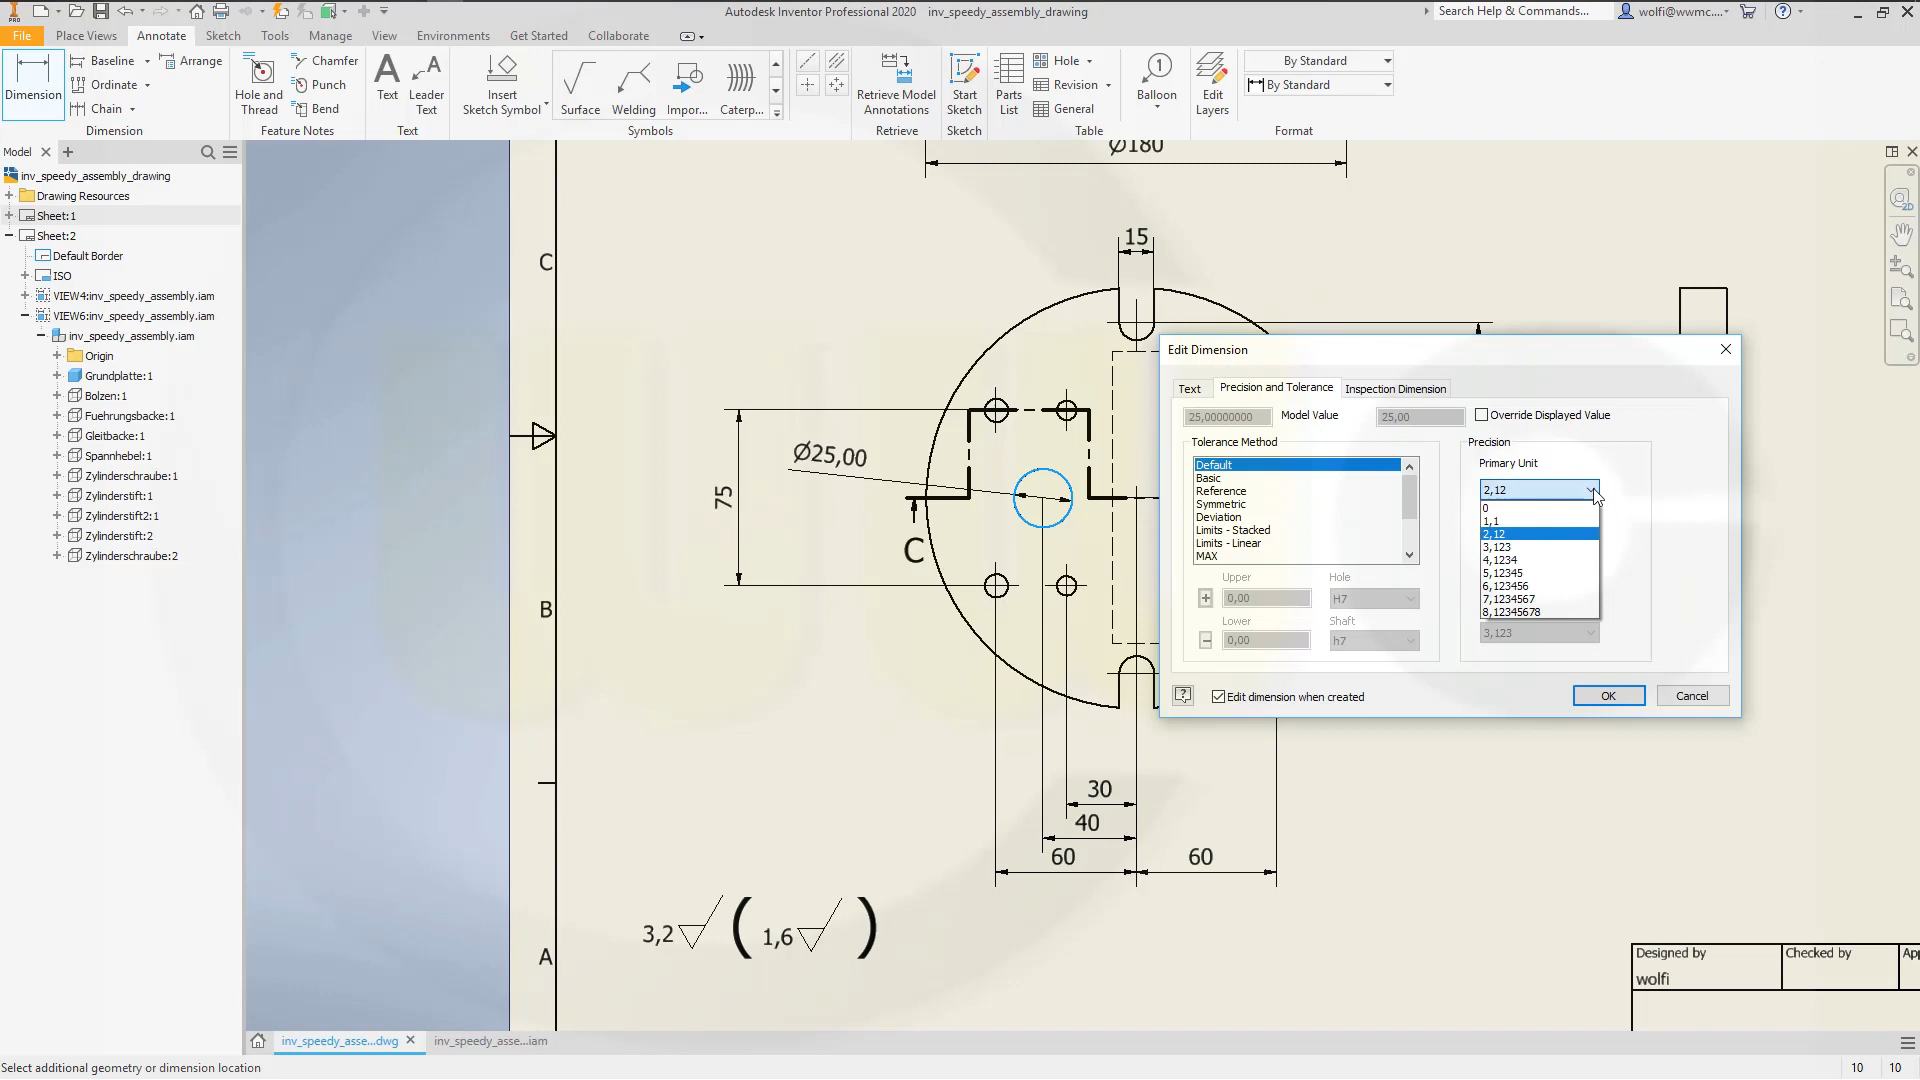 PRO
Autodesk Inventor Professional 2020 inv_speedy_assembly_drawing
Search Help & Commands...
wolfi@wwmc....
File Place Views Annotate Sketch Tools Manage View Environments Get Started Collaborate
Dimension
Baseline
Ordinate
Chain
Arrange
Dimension
Hole and Thread
Chamfer
Punch
Bend
Feature Notes
Text
Leader Text
Text
Insert Sketch Symbol
Surface
Welding
Impor...
Caterp...
Symbols
Retrieve Model Annotations
Retrieve
Start Sketch
Sketch
Parts List
Hole
Revision
General
Table
1
Balloon
Edit Layers
By Standard
By Standard
Format
Model
inv_speedy_assembly_drawing
Drawing Resources
Sheet:1
Sheet:2
Default Border
ISO
VIEW4:inv_speedy_assembly.iam
VIEW6:inv_speedy_assembly.iam
inv_speedy_assembly.iam
Origin
Grundplatte:1
Bolzen:1
Fuehrungsbacke:1
Gleitbacke:1
Spannhebel:1
Zylinderschraube:1
Zylinderstift:1
Zylinderstift2:1
Zylinderstift:2
Zylinderschraube:2
2D
Ø180
15
C
Ø25,00
75
C
B
30
40
60
60
3,2 ( 1,6 )
A
Edit Dimension
Text Precision and Tolerance Inspection Dimension
25,00000000 Model Value 25,00 Override Displayed Value
Tolerance Method
Default
Basic
Reference
Symmetric
Deviation
Limits - Stacked
Limits - Linear
MAX
Upper
0,00
Hole
H7
Lower
0,00
Shaft
h7
Precision
Primary Unit
2,12
0
1,1
2,12
3,123
4,1234
5,12345
6,123456
7,1234567
8,12345678
3,123
? Edit dimension when created OK Cancel
Designed by Checked by App
wolfi
inv_speedy_asse...dwg inv_speedy_asse...iam
Select additional geometry or dimension location
10 10